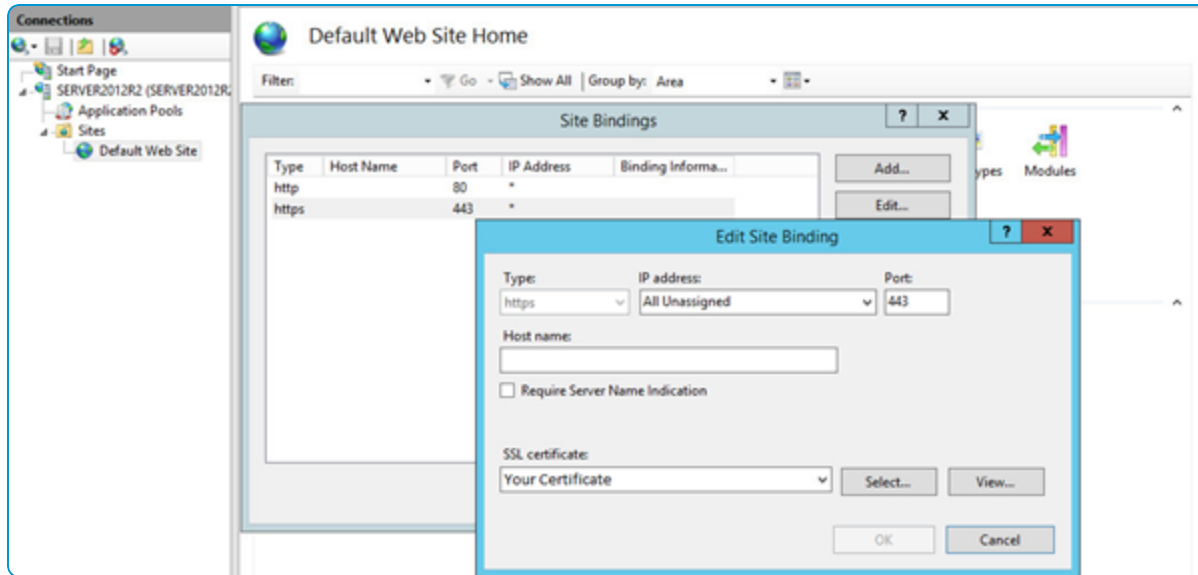 Connections
Default Web Site Home
Start Page
Filter: Go Show All Group by: Area
SERVER2012R2 (SERVER2012R
Application Pools
Sites
Default Web Site
Site Bindings ? x
Type Host Name Port IP Address Binding Informa...
http 80 *
https 443 *
Add...
Edit...
ypes Modules
Edit Site Binding ? x
Type: IP address: Port:
https All Unassigned 443
Host name:
Require Server Name Indication
SSL certificate:
Your Certificate Select... View...
OK Cancel